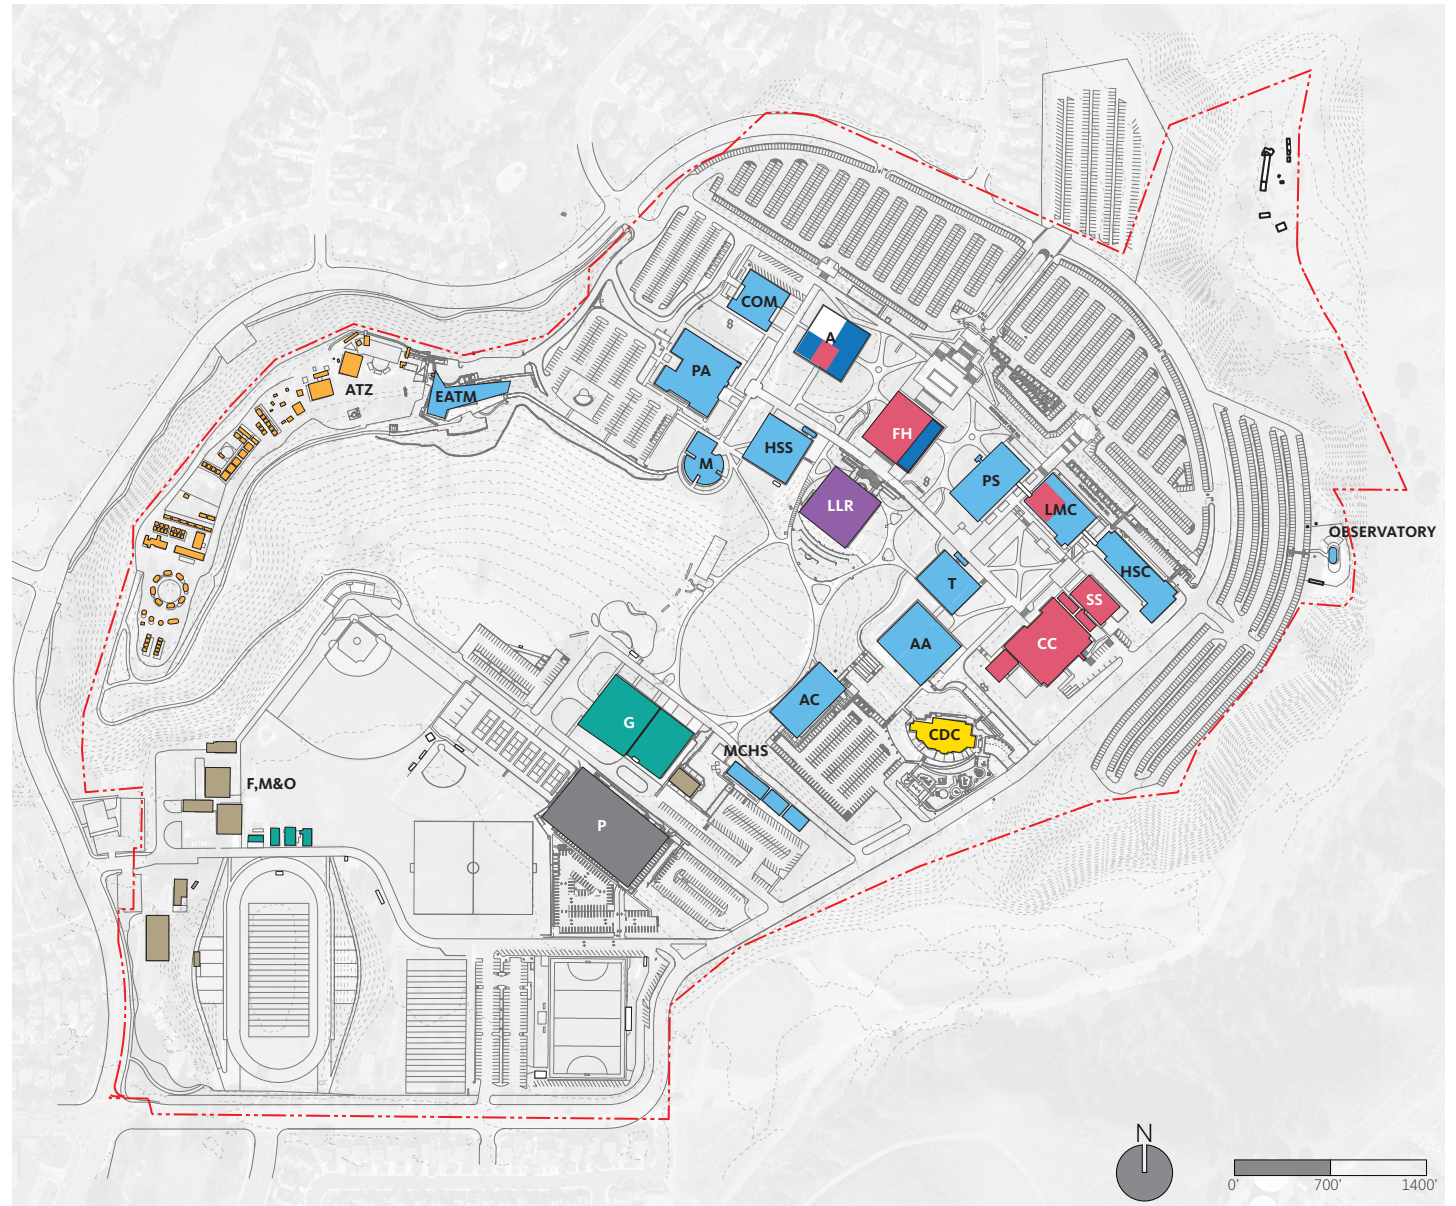 COM
A
PA
ATZ
EATM
FH
HSS
M
PS
LLR
LMC
OBSERVATORY
HSC
T
SS
AA
CC
AC
G
CDC
MCHS
F,M&O
P
N
0' 700' 1400'